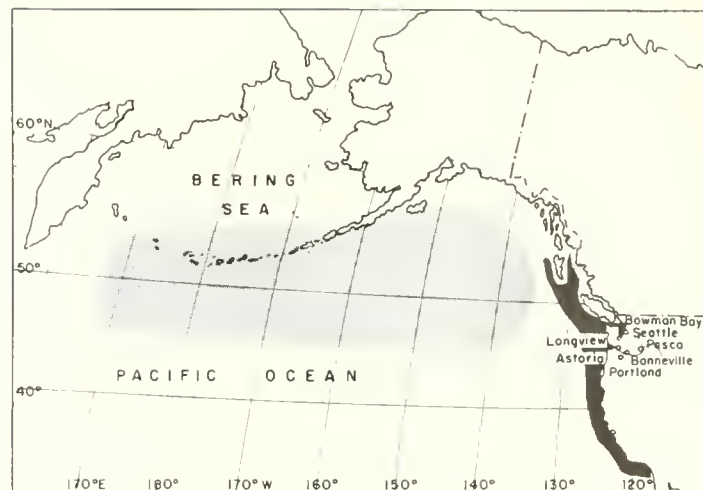 60°N
BERING
SEA
50°
Bowman Bay
Seattle
Longview
Pasco
Astoria
Bonneville
Portland
PACIFIC OCEAN
40°
170°E 180° 170°W 160° 150° 140° 130° 120°